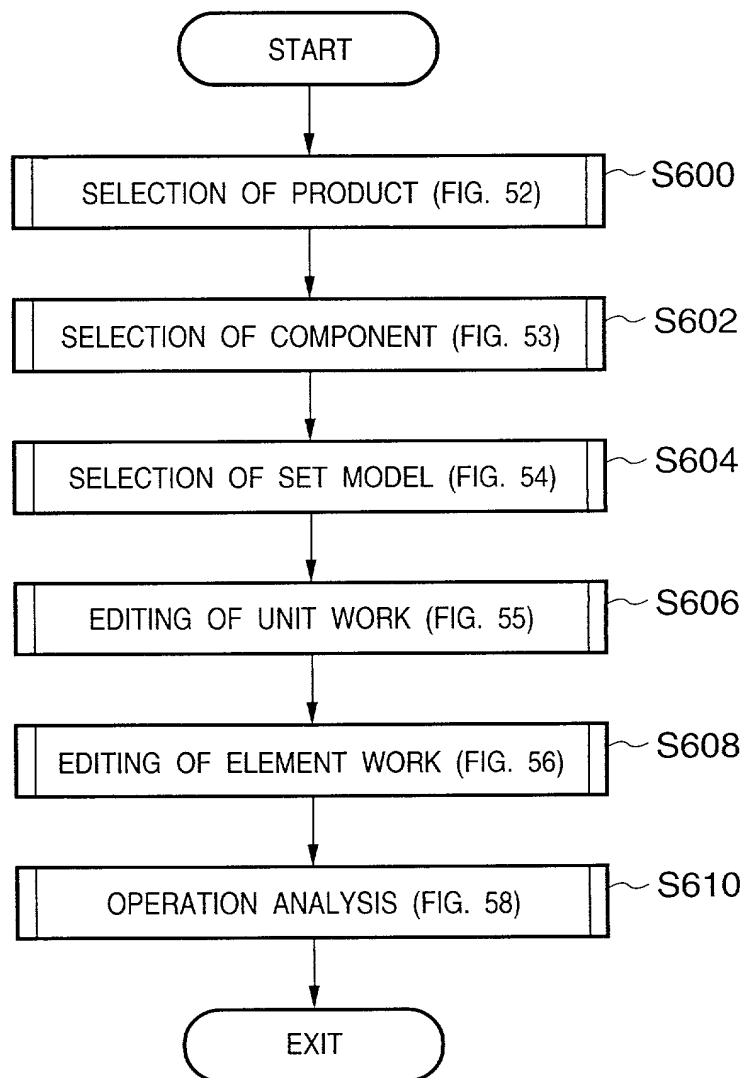 START
SELECTION OF PRODUCT (FIG. 52)
S600
SELECTION OF COMPONENT (FIG. 53)
S602
SELECTION OF SET MODEL (FIG. 54)
S604
EDITING OF UNIT WORK (FIG. 55)
S606
EDITING OF ELEMENT WORK (FIG. 56)
S608
OPERATION ANALYSIS (FIG. 58)
S610
EXIT